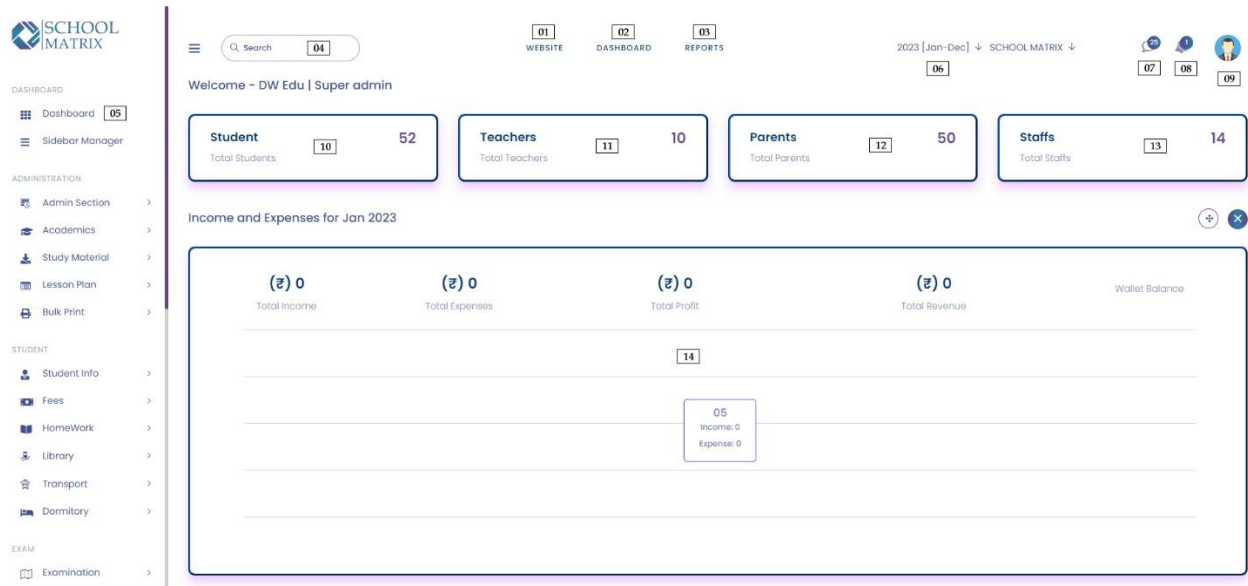 SCHOOL
MATRIX
DASHBOARD
Dashboard 05
Sidebar Manager
ADMINISTRATION
Admin Section
Academics
Study Material
Lesson Plan
Bulk Print
STUDENT
Student Info
Fees
HomeWork
Library
Transport
Dormitory
EXAM
Examination
Search 04
01 02 03
WEBSITE DASHBOARD REPORTS
2023 [Jan-Dec] SCHOOL MATRIX
06
25 1
07 08 09
Welcome - DW Edu | Super admin
Student 10 52
Total Students
Teachers 11 10
Total Teachers
Parents 12 50
Total Parents
Staffs 13 14
Total Staffs
Income and Expenses for Jan 2023
(₹) 0 (₹) 0 (₹) 0 (₹) 0
Total Income Total Expenses Total Profit Total Revenue Wallet Balance
14
05
Income: 0
Expense: 0